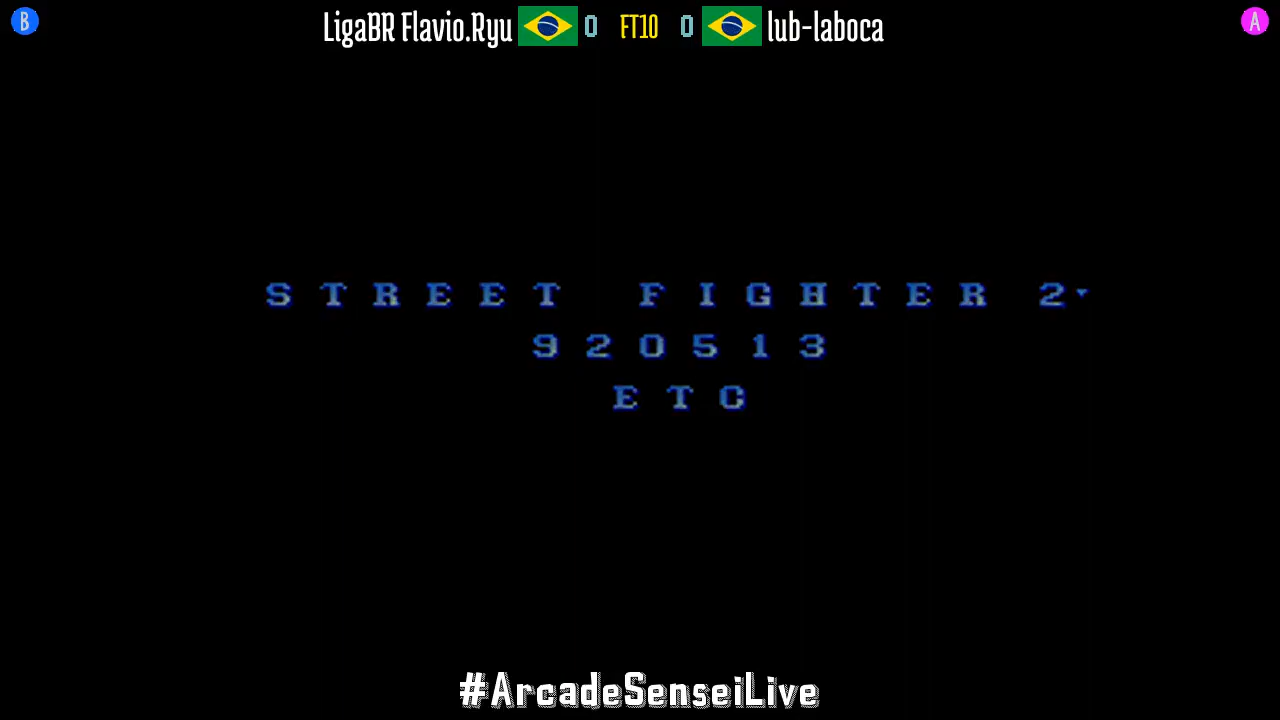 B LigaBR Flavio.Ryu 0 FT10 0 lub-laboca A
STREET FIGHTER 2'
920513
ETC
#ArcadeSenseiLive